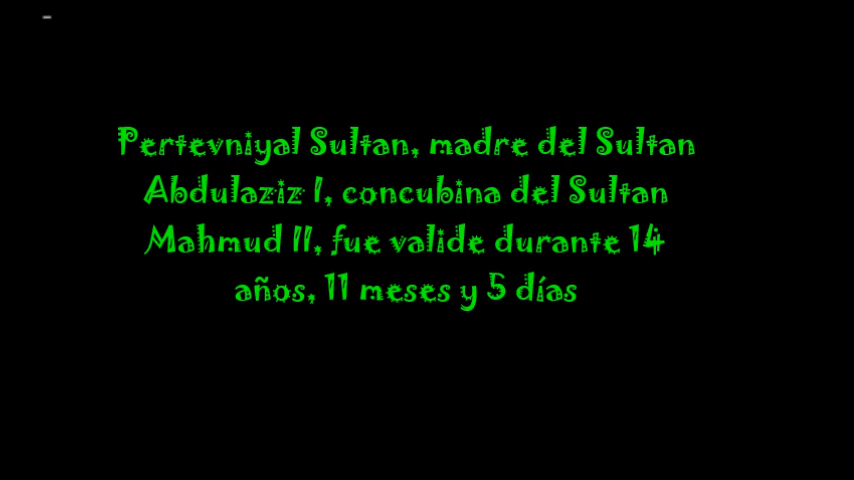 Pertevniyal Sultan, madre del Sultan
Abdulaziz I, concubina del Sultan
Mahmud II, fue valide durante 14
años, 11 meses y 5 días